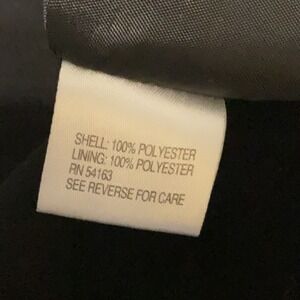 SHELL: 100% POLYESTER
LINING: 100% POLYESTER
RN 54163
SEE REVERSE FOR CARE